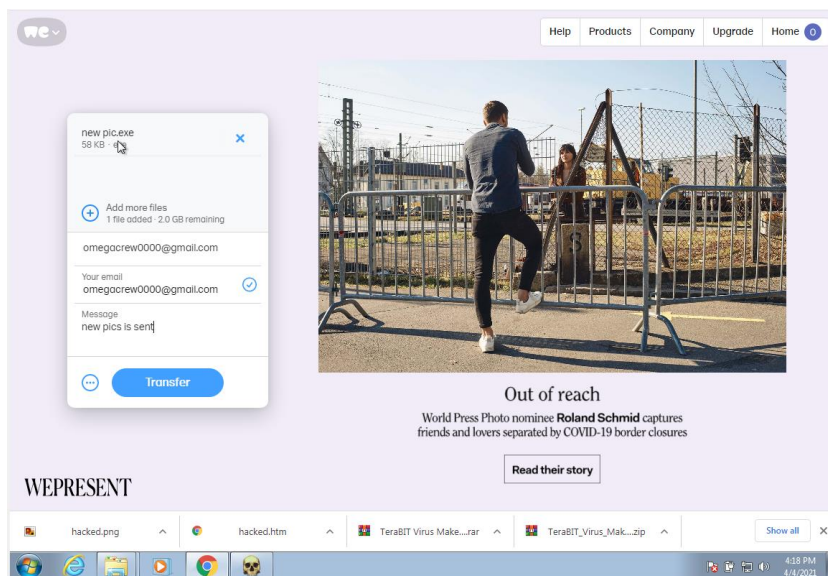 we
Help Products Company Upgrade Home 0
new pic.exe
58 KB
Add more files
1 file added · 2.0 GB remaining
omegacrew0000@gmail.com
Your email
omegacrew0000@gmail.com
Message
new pics is sent
Transfer
Out of reach
World Press Photo nominee Roland Schmid captures
friends and lovers separated by COVID-19 border closures
Read their story
WEPRESENT
hacked.png hacked.htm TeraBIT Virus Make....rar TeraBIT_Virus_Mak....zip Show all
4:18 PM
4/4/2021